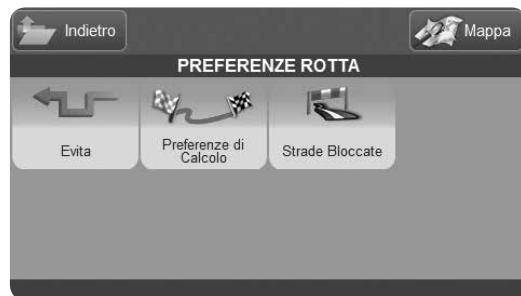 Indietro
Mappa
PREFERENZE ROTTA
Evita
Preferenze di
Calcolo
Strade Bloccate